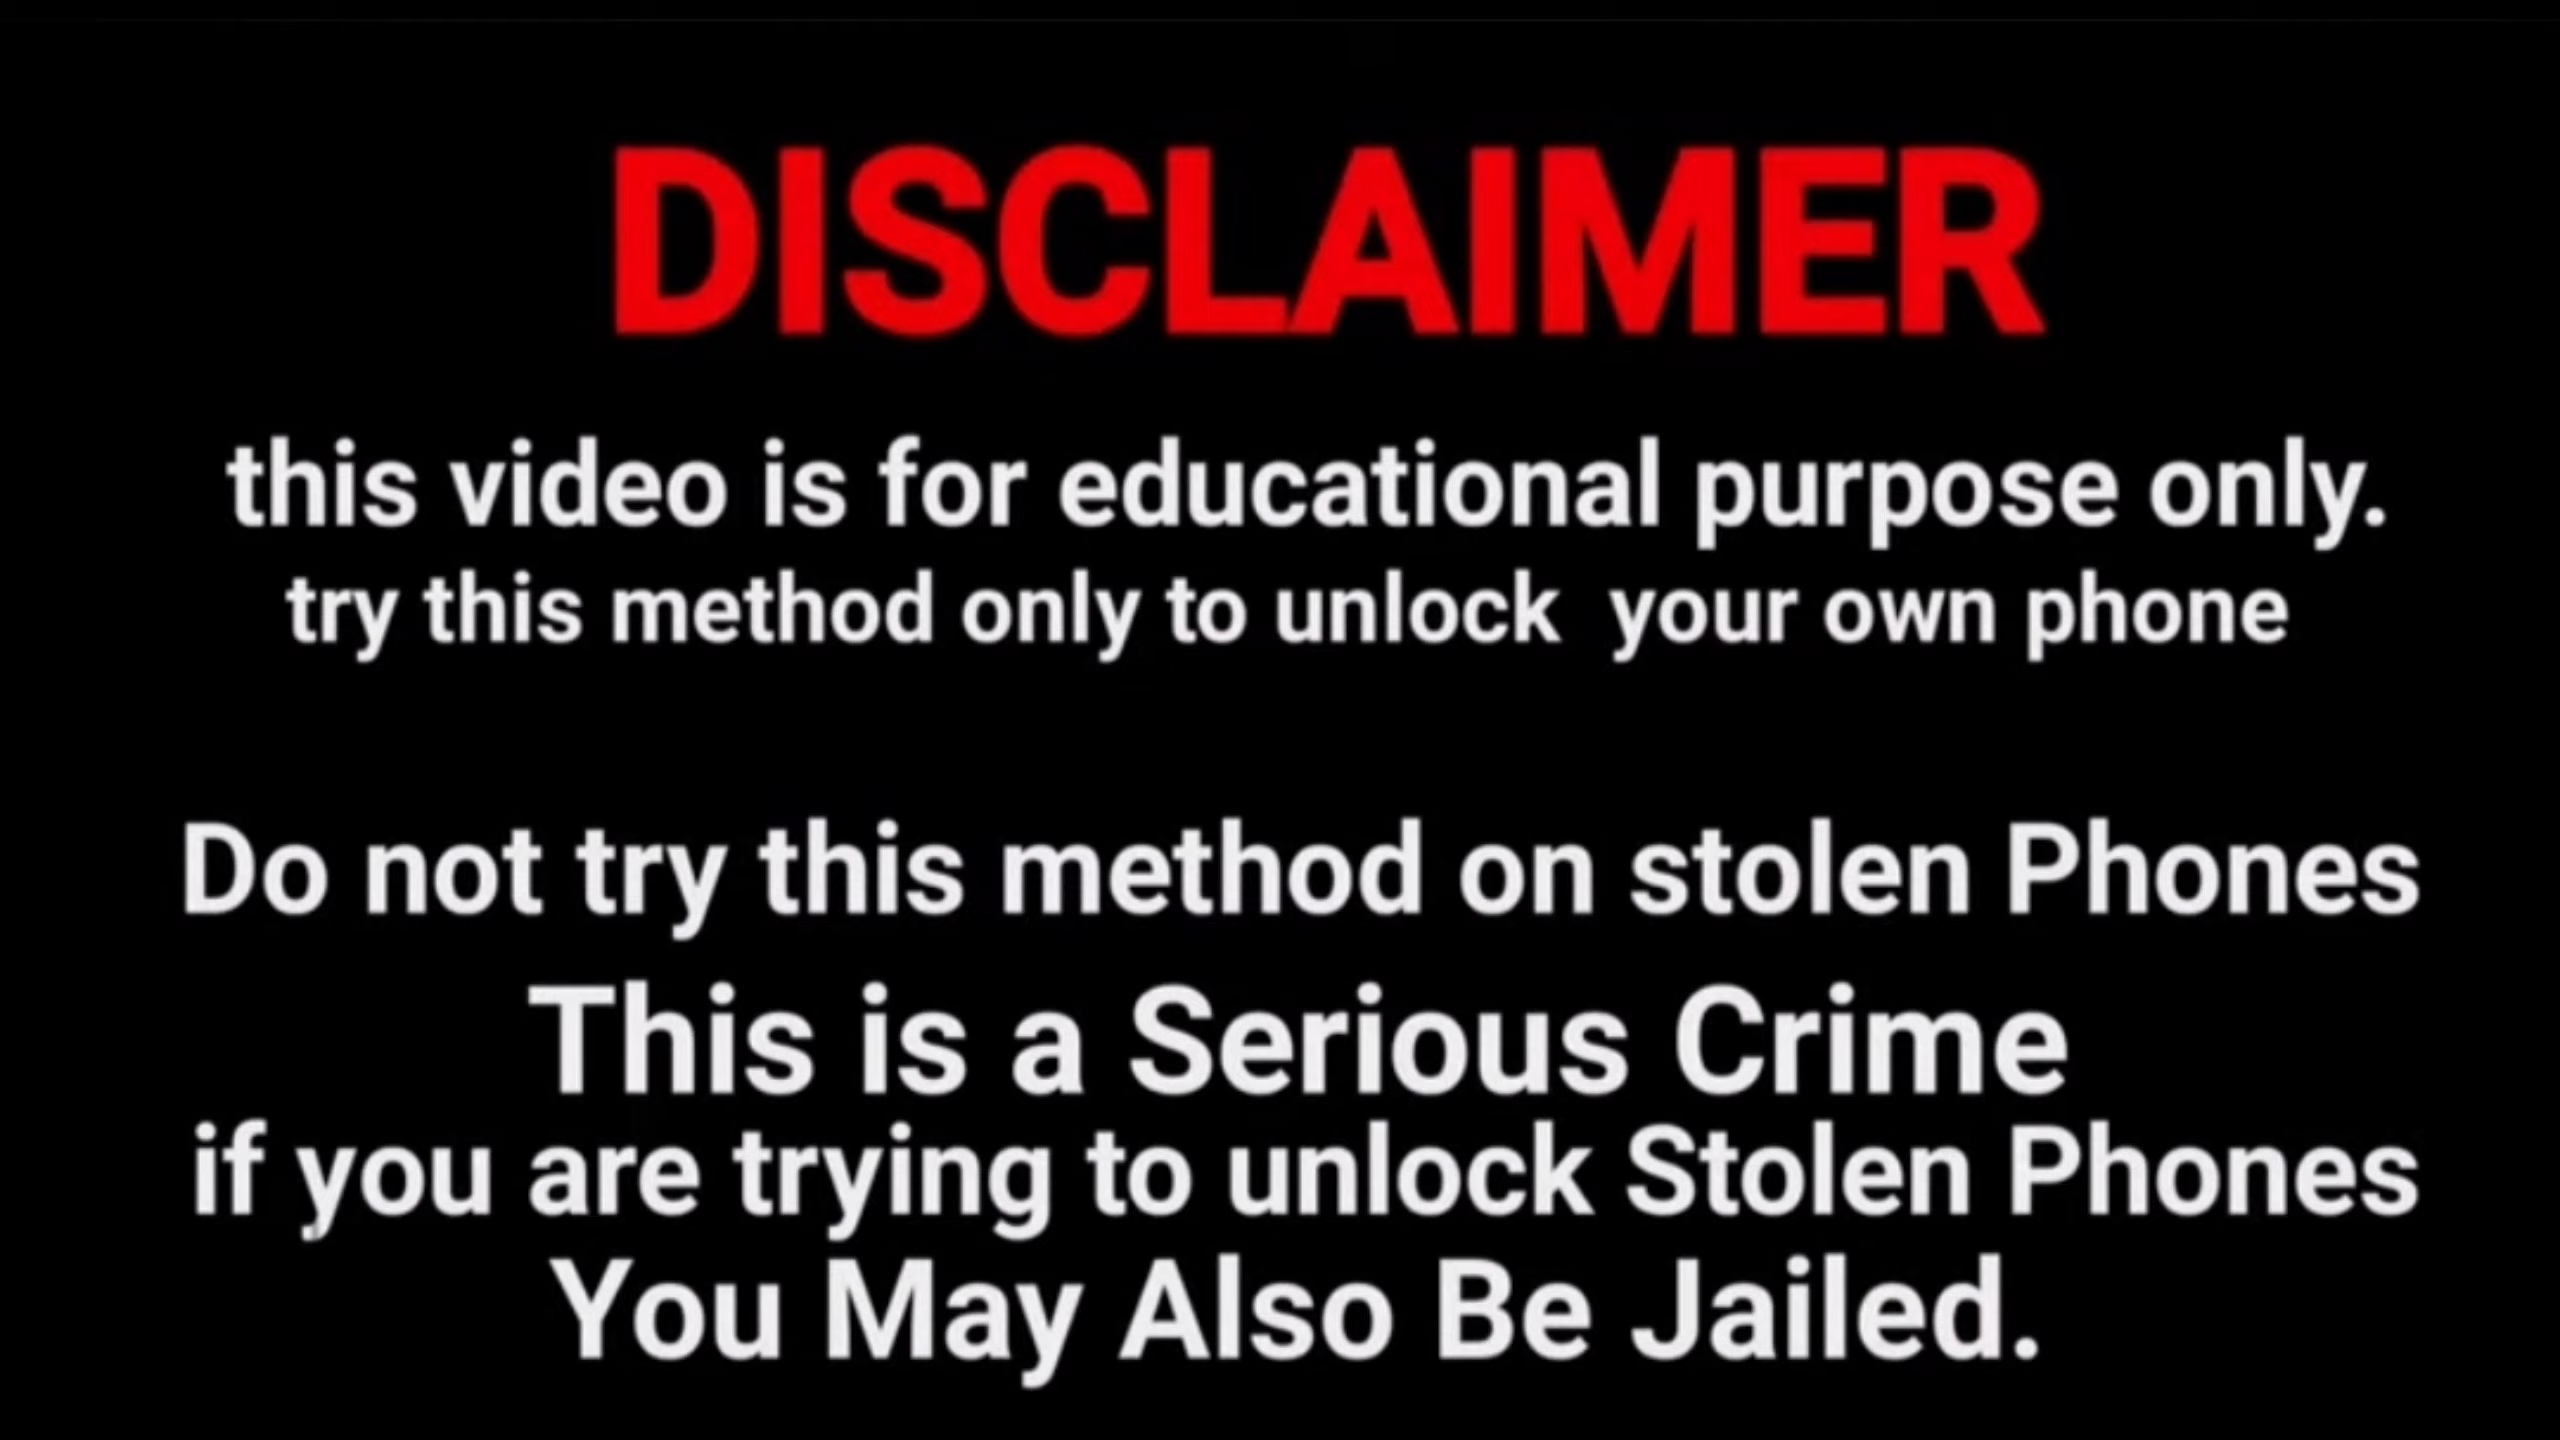 DISCLAIMER
this video is for educational purpose only.
try this method only to unlock your own phone
Do not try this method on stolen Phones
This is a Serious Crime
if you are trying to unlock Stolen Phones
You May Also Be Jailed.